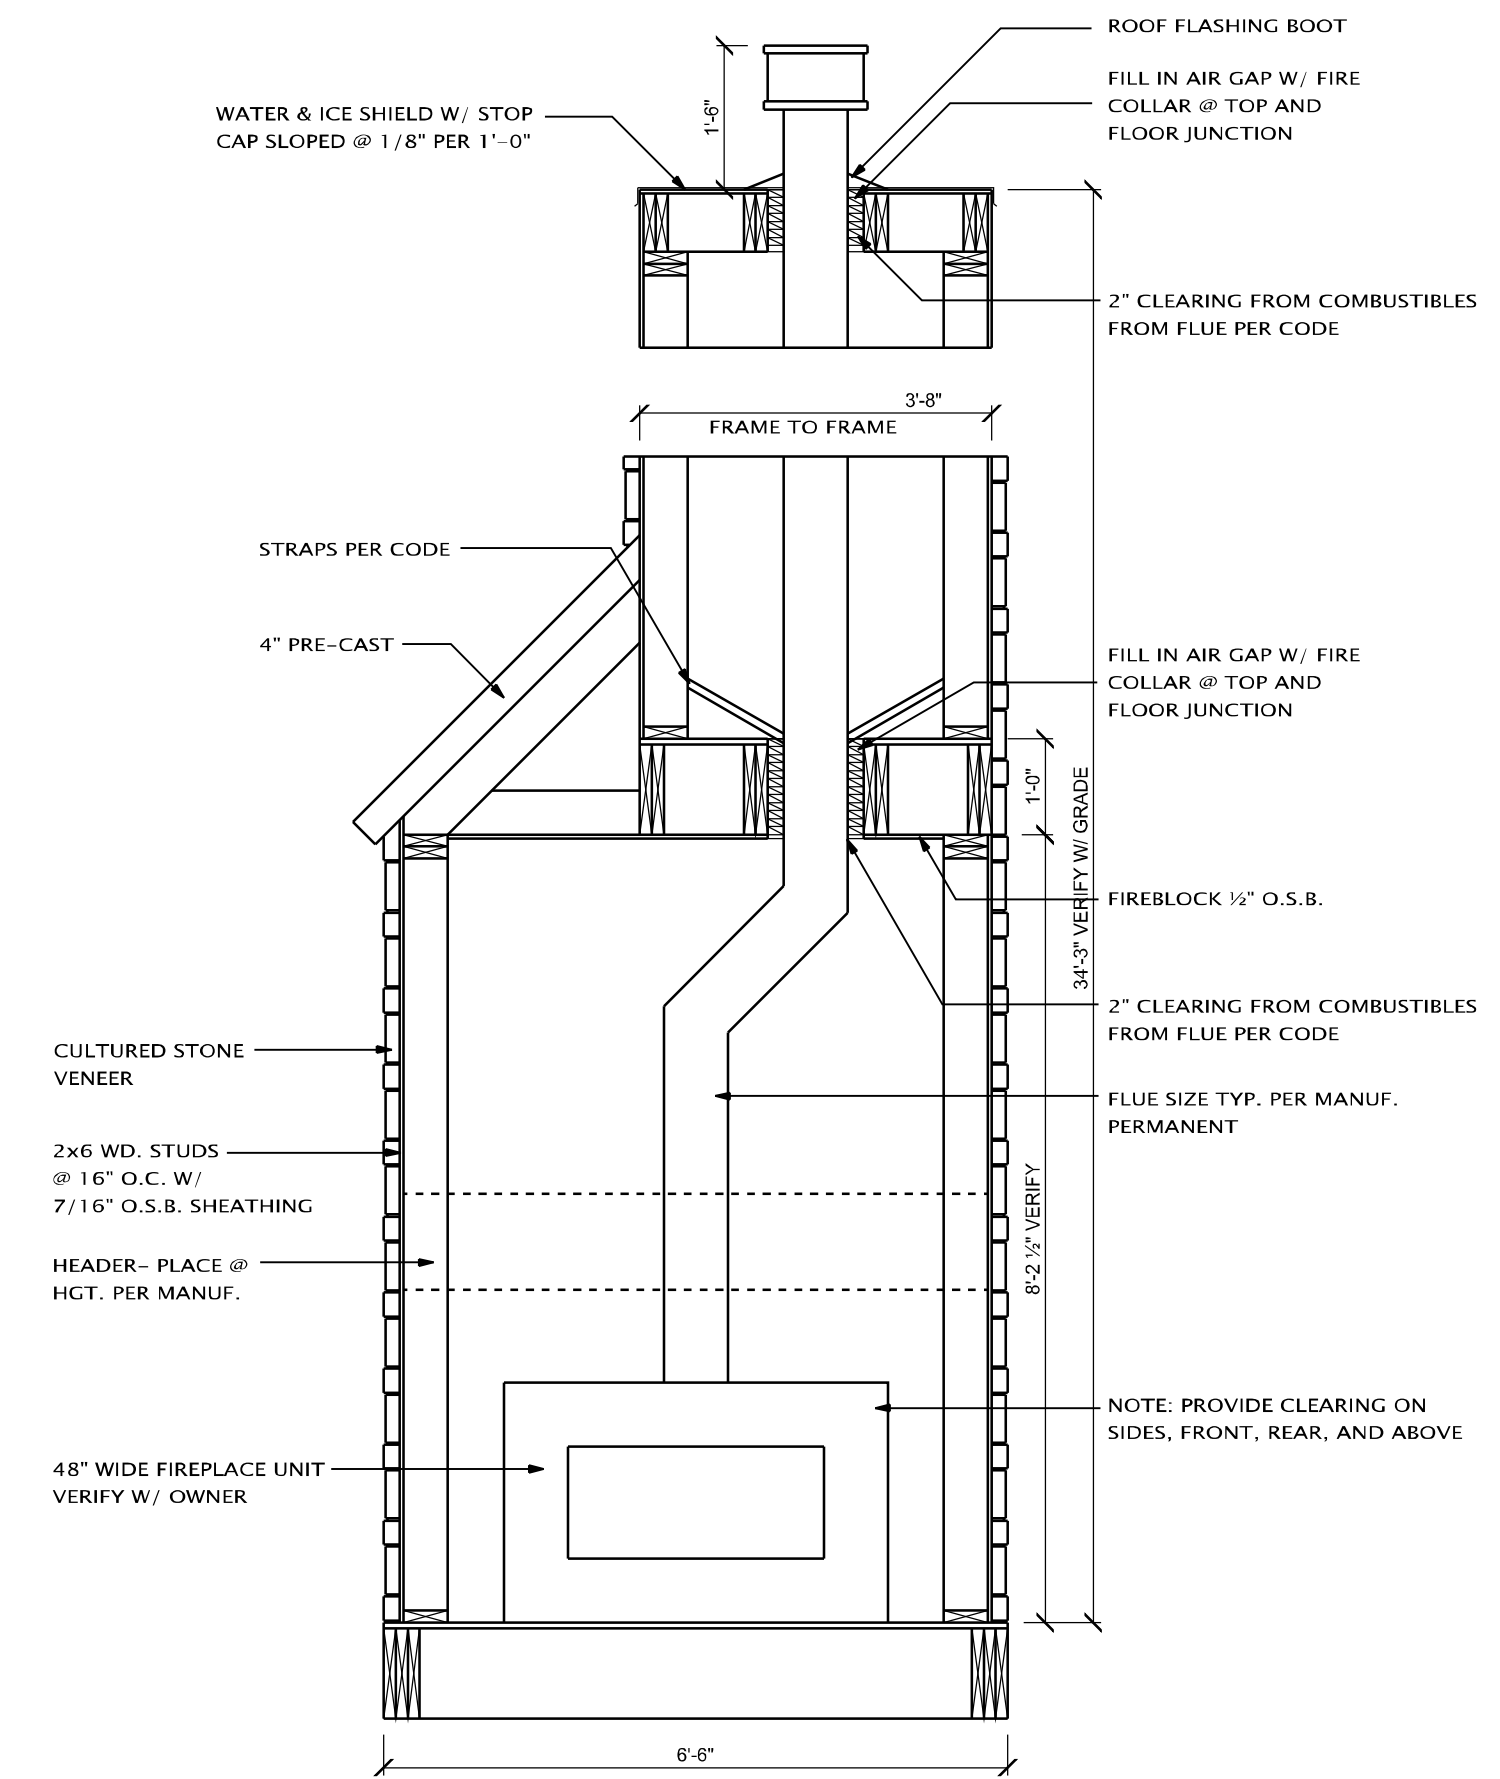 ROOF FLASHING BOOT
FILL IN AIR GAP W/ FIRE
COLLAR @ TOP AND
FLOOR JUNCTION
WATER & ICE SHIELD W/ STOP
CAP SLOPED @ 1/8" PER 1'-0"
1'-6"
2" CLEARING FROM COMBUSTIBLES
FROM FLUE PER CODE
3'-8"
FRAME TO FRAME
STRAPS PER CODE
4" PRE-CAST
FILL IN AIR GAP W/ FIRE
COLLAR @ TOP AND
FLOOR JUNCTION
1'-0"
34'-3" VERIFY W/ GRADE
FIREBLOCK ½" O.S.B.
2" CLEARING FROM COMBUSTIBLES
FROM FLUE PER CODE
CULTURED STONE
VENEER
FLUE SIZE TYP. PER MANUF.
PERMANENT
2x6 WD. STUDS
@ 16" O.C. W/
7/16" O.S.B. SHEATHING
8'-2 ½" VERIFY
HEADER- PLACE @
HGT. PER MANUF.
NOTE: PROVIDE CLEARING ON
SIDES, FRONT, REAR, AND ABOVE
48" WIDE FIREPLACE UNIT
VERIFY W/ OWNER
6'-6"